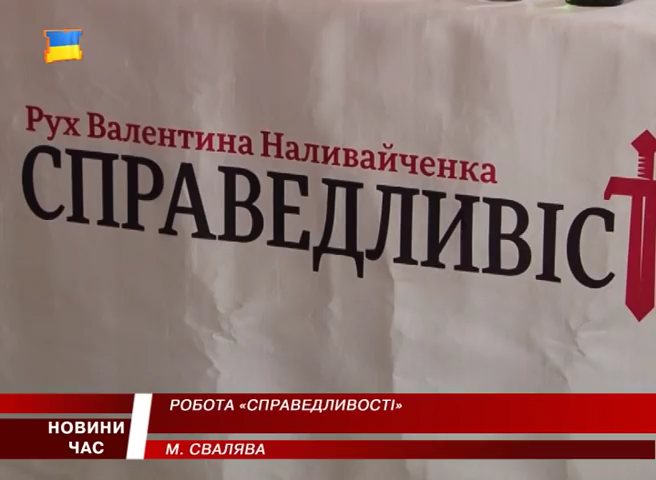 Рух Валентина Наливайченка
СПРАВЕДЛИВІСТ
РОБОТА «СПРАВЕДЛИВОСТІ»
НОВИНИ
ЧАС
М. СВАЛЯВА